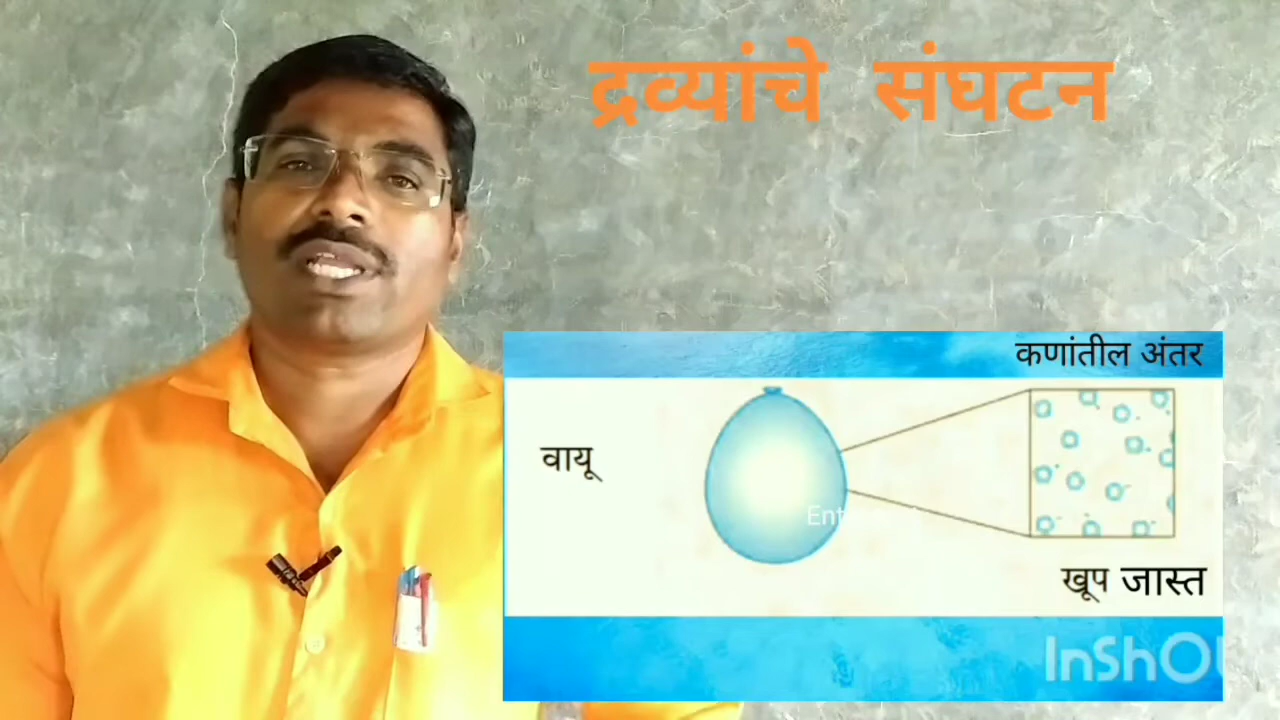 द्रव्यांचे संघटन
कणांतील अंतर
वायू
खूप जास्त
InShO